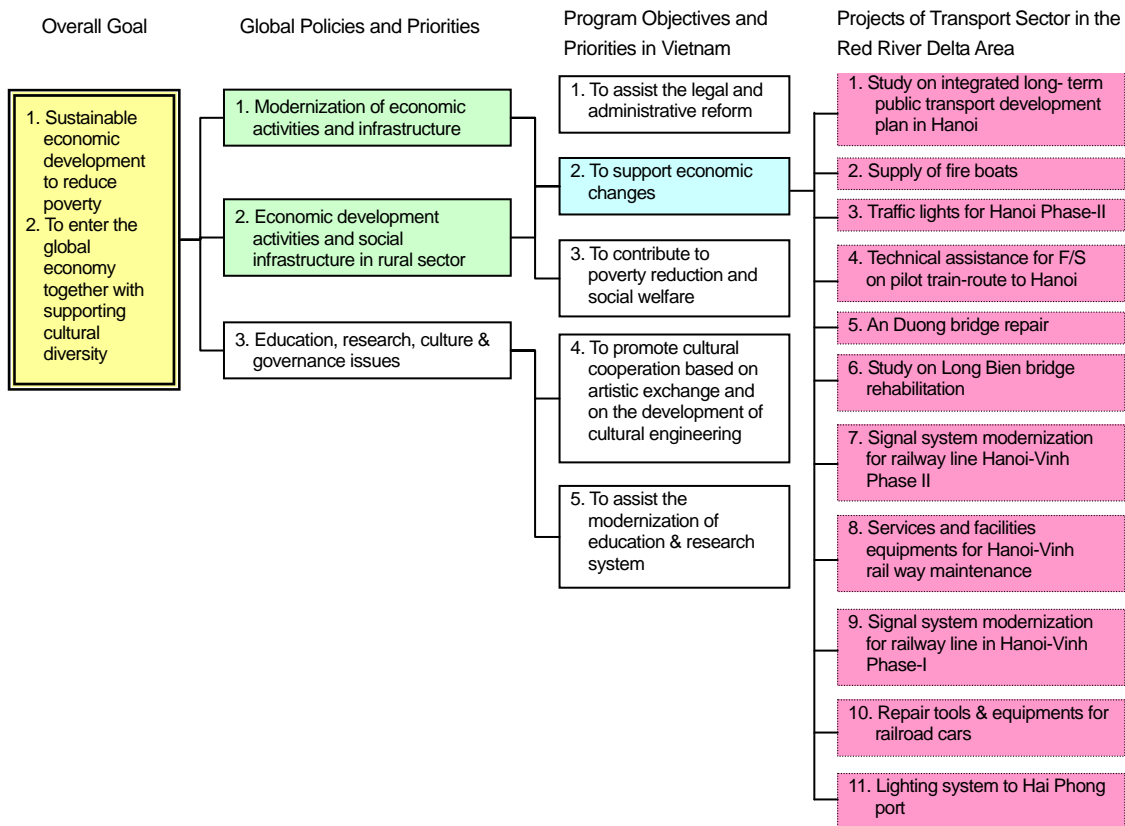 Overall Goal
Global Policies and Priorities
Program Objectives and
Priorities in Vietnam
Projects of Transport Sector in the
Red River Delta Area
1. Sustainable
economic
development
to reduce
poverty
2. To enter the
global
economy
together with
supporting
cultural
diversity
1. Modernization of economic
activities and infrastructure
2. Economic development
activities and social
infrastructure in rural sector
3. Education, research, culture &
governance issues
1. To assist the legal and
administrative reform
2. To support economic
changes
3. To contribute to
poverty reduction and
social welfare
4. To promote cultural
cooperation based on
artistic exchange and
on the development of
cultural engineering
5. To assist the
modernization of
education & research
system
1. Study on integrated long- term
public transport development
plan in Hanoi
2. Supply of fire boats
3. Traffic lights for Hanoi Phase-II
4. Technical assistance for F/S
on pilot train-route to Hanoi
5. An Duong bridge repair
6. Study on Long Bien bridge
rehabilitation
7. Signal system modernization
for railway line Hanoi-Vinh
Phase II
8. Services and facilities
equipments for Hanoi-Vinh
rail way maintenance
9. Signal system modernization
for railway line in Hanoi-Vinh
Phase-I
10. Repair tools & equipments for
railroad cars
11. Lighting system to Hai Phong
port